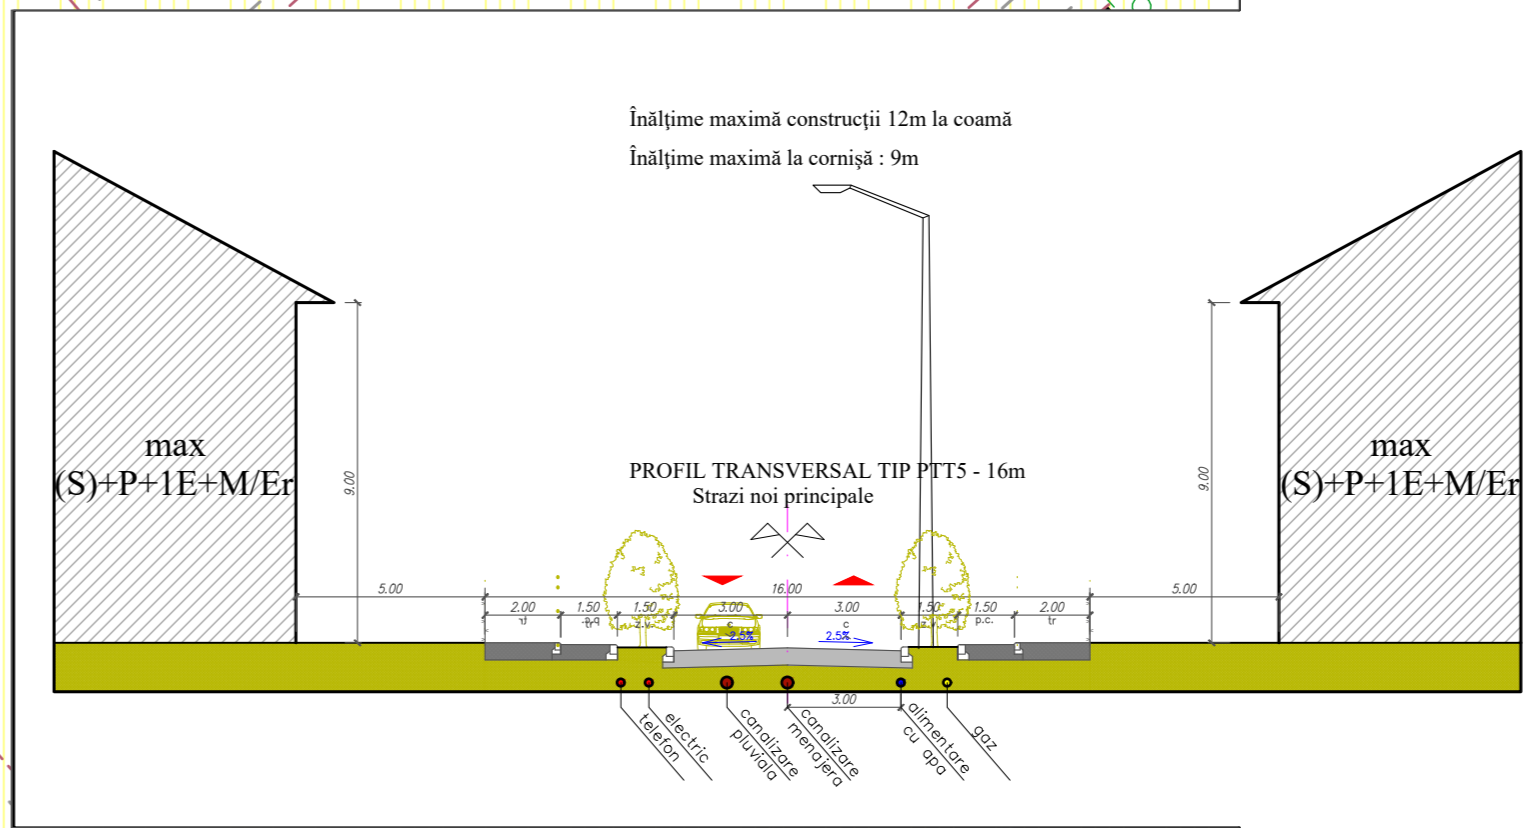 Înălţime maximă construcţii 12m la coamă
Înălţime maximă la cornişă : 9m
max
(S)+P+1E+M/Er
max
(S)+P+1E+M/Er
9.00
9.00
PROFIL TRANSVERSAL TIP PTT5 - 16m
Strazi noi principale
5.00
16.00
5.00
2.00
1.50
1.50
3.00
3.00
1.50
1.50
2.00
tr
z.v.
c
c
z.v.
p.c.
tr
2.5%
2.5%
3.00
telefon
electric
canalizare
pluviala
canalizare
menajera
alimentare
cu apa
gaz